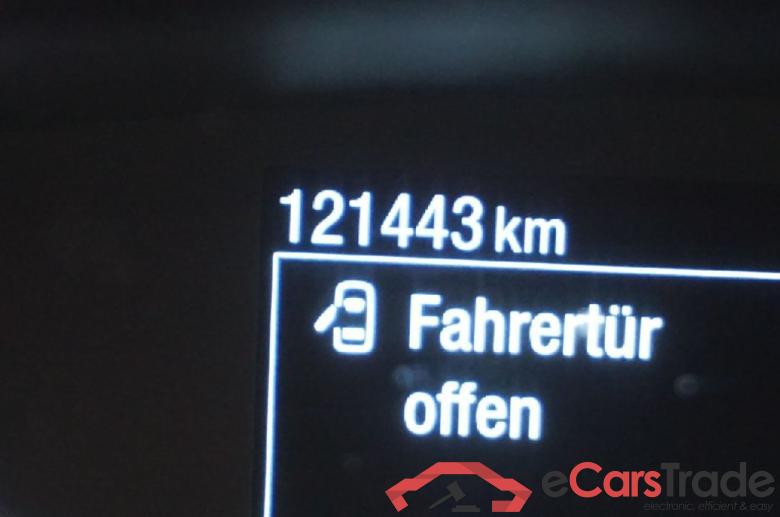 121443 km
Fahrertür
offen
eCarsTrade
electronic, efficient & easy